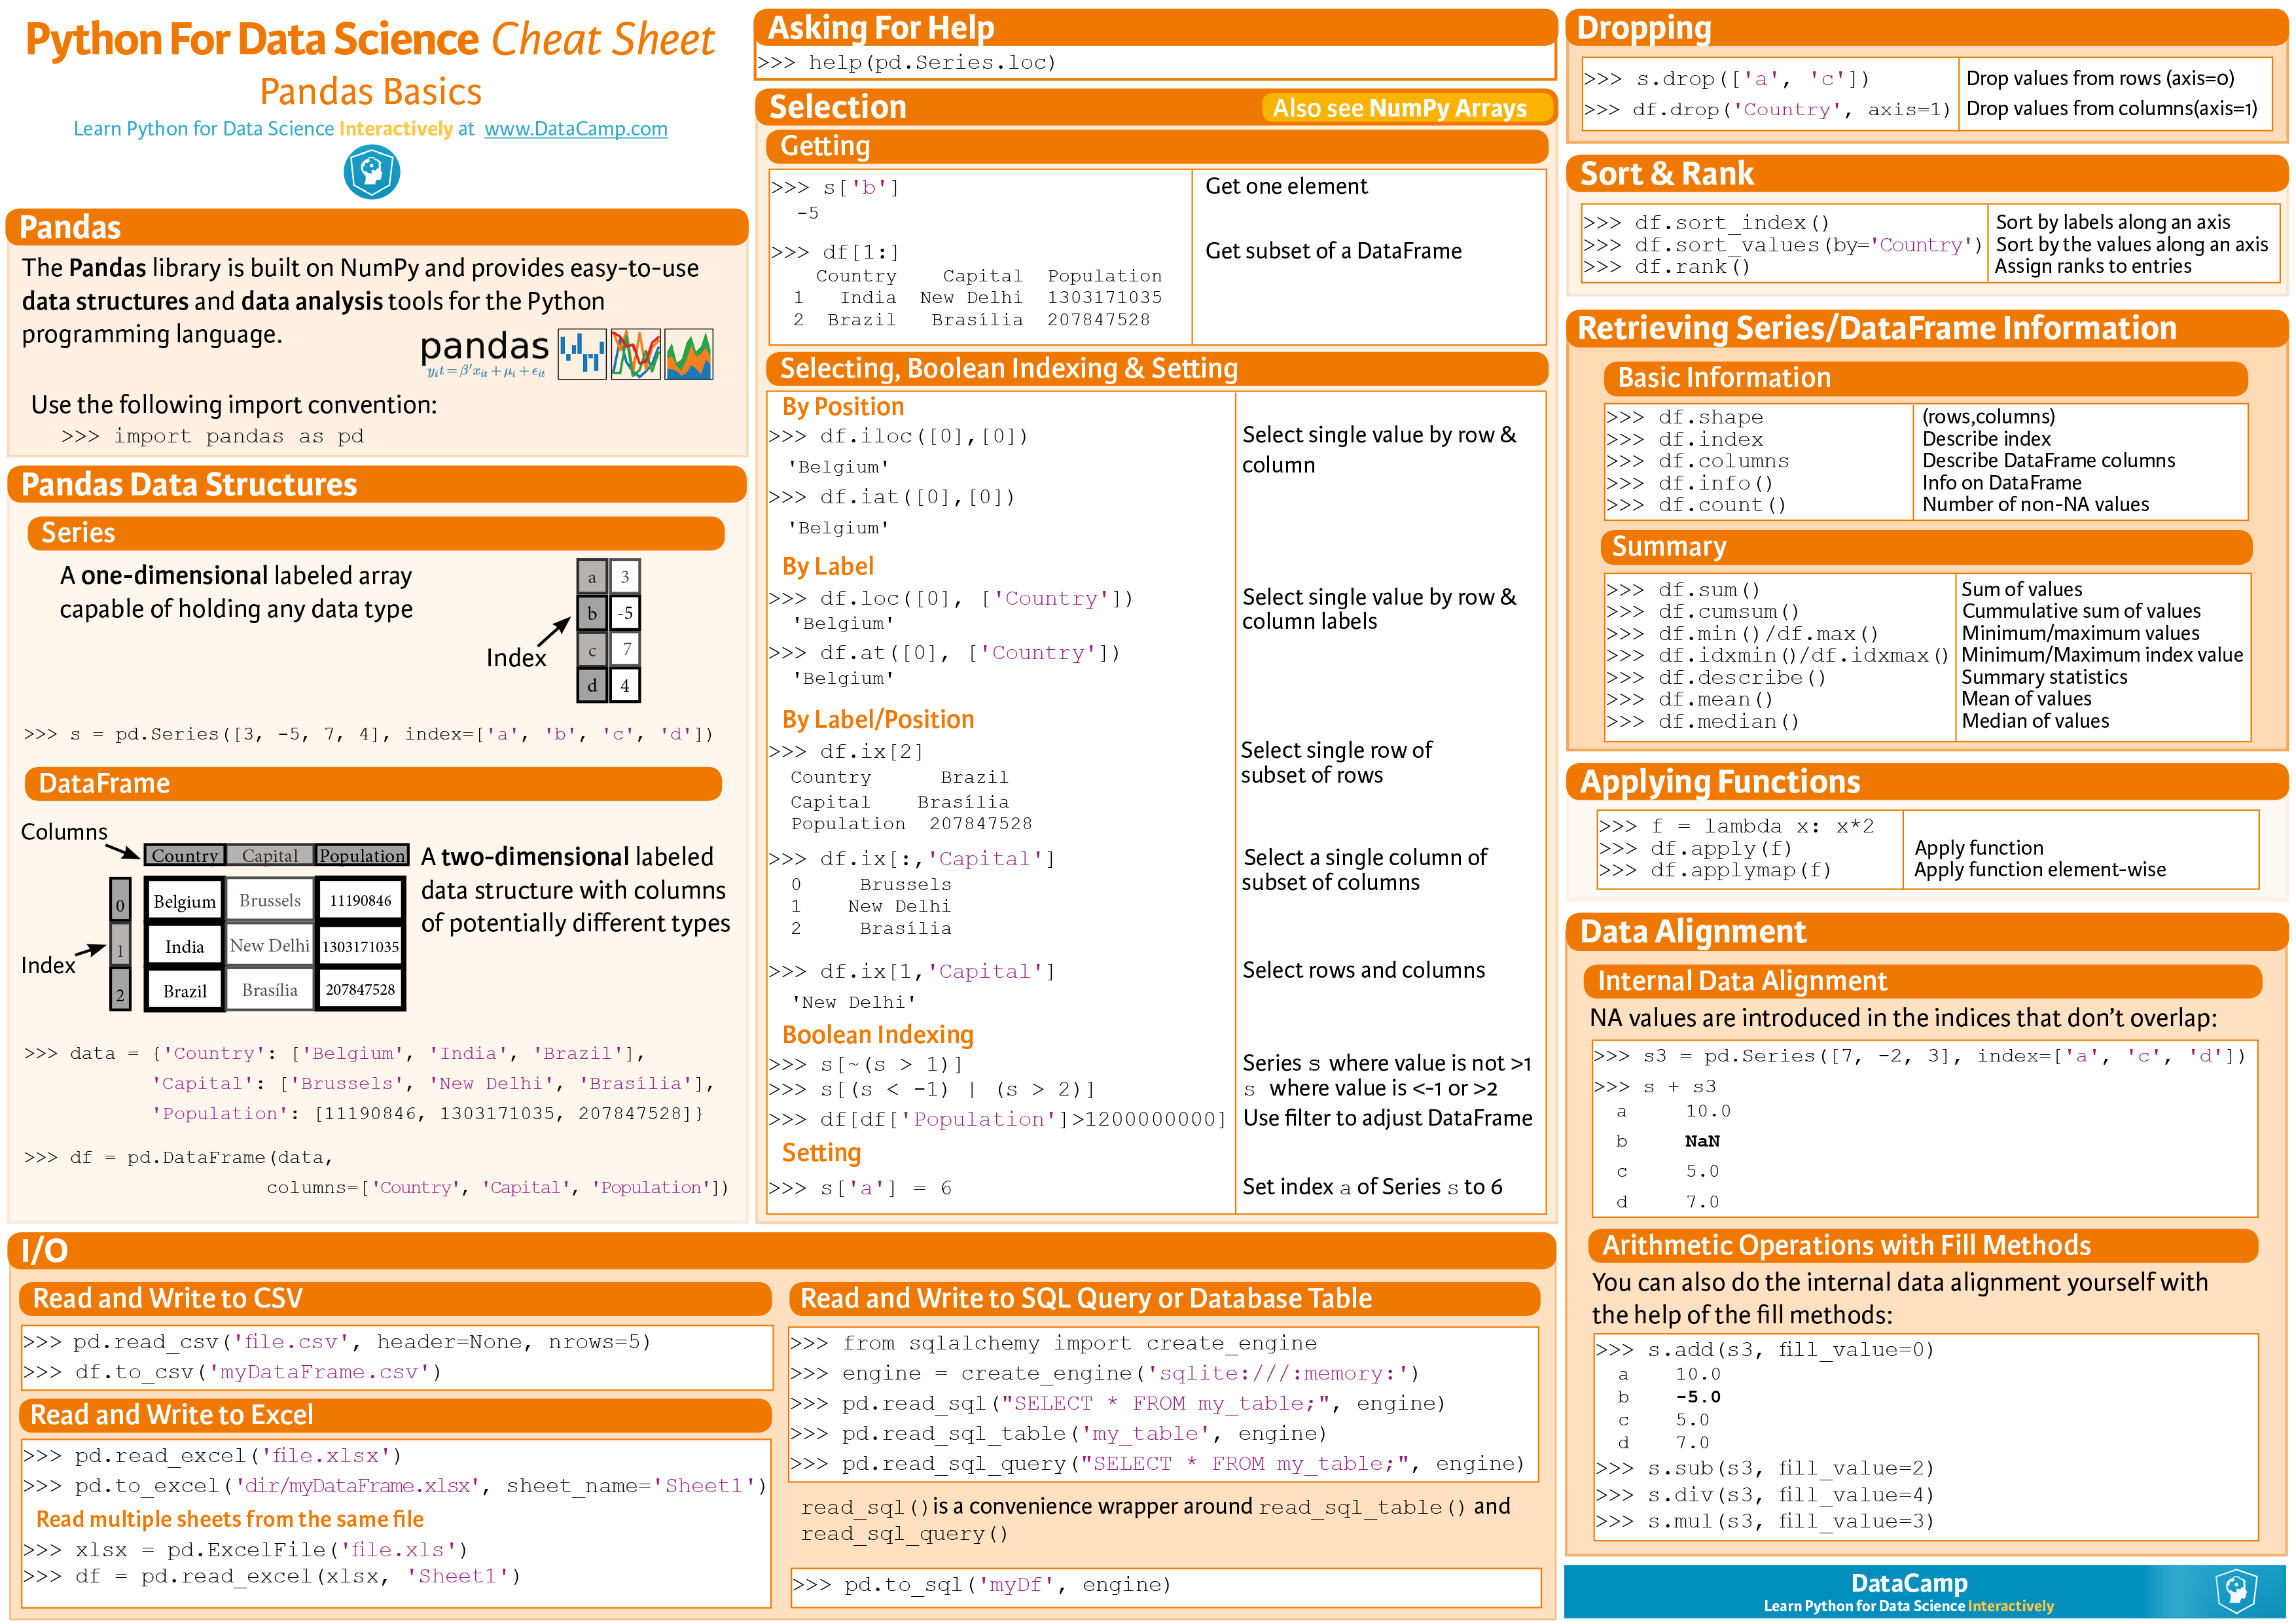 Python For Data Science Cheat Sheet
Pandas Basics
Learn Python for Data Science Interactively at www.DataCamp.com
Pandas
The Pandas library is built on NumPy and provides easy-to-use
data structures and data analysis tools for the Python
programming language.
pandas
yᵢt = β′xᵢₜ + μᵢ + ϵᵢₜ
Use the following import convention:
>>> import pandas as pd
Pandas Data Structures
Series
A one-dimensional labeled array
capable of holding any data type
a 3
b -5
c 7
d 4
Index
>>> s = pd.Series([3, -5, 7, 4], index=['a', 'b', 'c', 'd'])
DataFrame
Columns
Country Capital Population
0 Belgium Brussels 11190846
1 India New Delhi 1303171035
2 Brazil Brasília 207847528
Index
A two-dimensional labeled
data structure with columns
of potentially different types
>>> data = {'Country': ['Belgium', 'India', 'Brazil'],
'Capital': ['Brussels', 'New Delhi', 'Brasília'],
'Population': [11190846, 1303171035, 207847528]}
>>> df = pd.DataFrame(data,
columns=['Country', 'Capital', 'Population'])
Asking For Help
>>> help(pd.Series.loc)
Selection
Also see NumPy Arrays
Getting
>>> s['b'] Get one element
-5
>>> df[1:] Get subset of a DataFrame
Country Capital Population
1 India New Delhi 1303171035
2 Brazil Brasília 207847528
Selecting, Boolean Indexing & Setting
By Position
>>> df.iloc([0],[0]) Select single value by row &
'Belgium' column
>>> df.iat([0],[0])
'Belgium'
By Label
>>> df.loc([0], ['Country']) Select single value by row &
'Belgium' column labels
>>> df.at([0], ['Country'])
'Belgium'
By Label/Position
>>> df.ix[2] Select single row of
Country Brazil subset of rows
Capital Brasília
Population 207847528
>>> df.ix[:,'Capital'] Select a single column of
0 Brussels subset of columns
1 New Delhi
2 Brasília
>>> df.ix[1,'Capital'] Select rows and columns
'New Delhi'
Boolean Indexing
>>> s[~(s > 1)] Series s where value is not >1
>>> s[(s < -1) | (s > 2)] s where value is <-1 or >2
>>> df[df['Population']>1200000000] Use filter to adjust DataFrame
Setting
>>> s['a'] = 6 Set index a of Series s to 6
I/O
Read and Write to CSV
>>> pd.read_csv('file.csv', header=None, nrows=5)
>>> df.to_csv('myDataFrame.csv')
Read and Write to Excel
>>> pd.read_excel('file.xlsx')
>>> pd.to_excel('dir/myDataFrame.xlsx', sheet_name='Sheet1')
Read multiple sheets from the same file
>>> xlsx = pd.ExcelFile('file.xls')
>>> df = pd.read_excel(xlsx, 'Sheet1')
Read and Write to SQL Query or Database Table
>>> from sqlalchemy import create_engine
>>> engine = create_engine('sqlite:///:memory:')
>>> pd.read_sql("SELECT * FROM my_table;", engine)
>>> pd.read_sql_table('my_table', engine)
>>> pd.read_sql_query("SELECT * FROM my_table;", engine)
read_sql() is a convenience wrapper around read_sql_table() and
read_sql_query()
>>> pd.to_sql('myDf', engine)
Dropping
>>> s.drop(['a', 'c']) Drop values from rows (axis=0)
>>> df.drop('Country', axis=1) Drop values from columns(axis=1)
Sort & Rank
>>> df.sort_index() Sort by labels along an axis
>>> df.sort_values(by='Country') Sort by the values along an axis
>>> df.rank() Assign ranks to entries
Retrieving Series/DataFrame Information
Basic Information
>>> df.shape (rows,columns)
>>> df.index Describe index
>>> df.columns Describe DataFrame columns
>>> df.info() Info on DataFrame
>>> df.count() Number of non-NA values
Summary
>>> df.sum() Sum of values
>>> df.cumsum() Cummulative sum of values
>>> df.min()/df.max() Minimum/maximum values
>>> df.idxmin()/df.idxmax() Minimum/Maximum index value
>>> df.describe() Summary statistics
>>> df.mean() Mean of values
>>> df.median() Median of values
Applying Functions
>>> f = lambda x: x*2
>>> df.apply(f) Apply function
>>> df.applymap(f) Apply function element-wise
Data Alignment
Internal Data Alignment
NA values are introduced in the indices that don't overlap:
>>> s3 = pd.Series([7, -2, 3], index=['a', 'c', 'd'])
>>> s + s3
a 10.0
b NaN
c 5.0
d 7.0
Arithmetic Operations with Fill Methods
You can also do the internal data alignment yourself with
the help of the fill methods:
>>> s.add(s3, fill_value=0)
a 10.0
b -5.0
c 5.0
d 7.0
>>> s.sub(s3, fill_value=2)
>>> s.div(s3, fill_value=4)
>>> s.mul(s3, fill_value=3)
DataCamp
Learn Python for Data Science Interactively